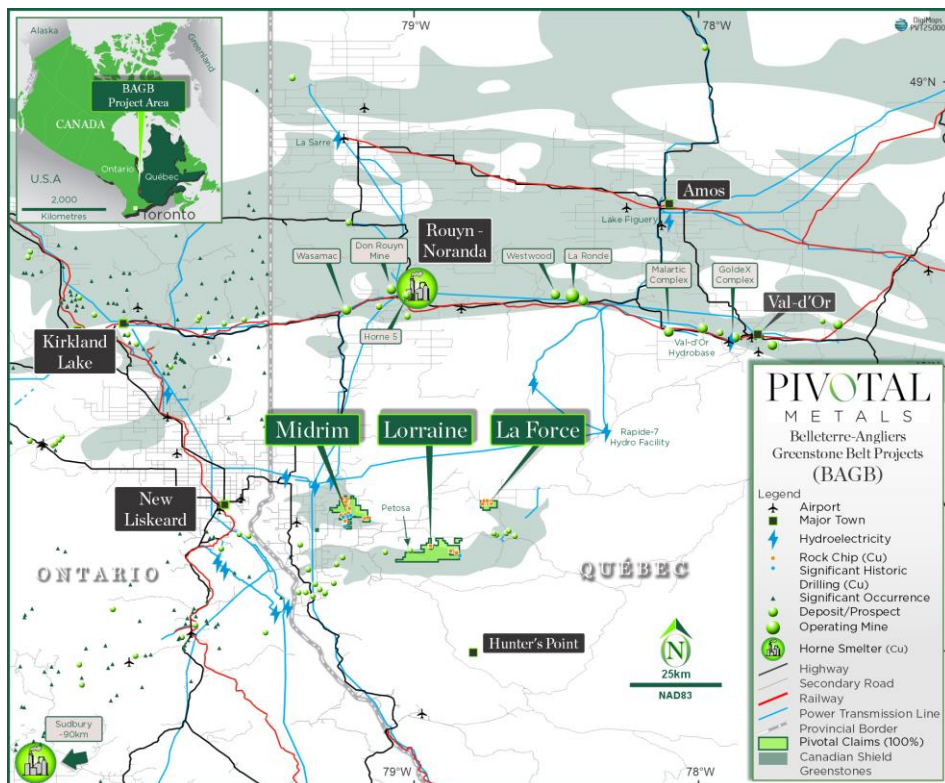 Alaska
Greenland
BAGB
Project Area
CANADA
Ontario
Québec
U.S.A
2,000
Kilometres
Toronto
79°W
78°W
DigiMaps
PVT25000
49°N
La Sarre
Amos
Lake Figuery
Rouyn -
Noranda
Don Rouyn
Mine
Wasamac
Westwood
La Ronde
Malartic
Complex
GoldeX
Complex
Val-d'Or
Kirkland
Lake
Horne 5
Val-d'Or
Hydrobase
Midrim
Lorraine
La Force
Rapide-7
Hydro Facility
New
Liskeard
Petosa
ONTARIO
QUÉBEC
Hunter's Point
N
25km
NAD83
Sudbury
~90km
79°W
78°W
PIVOTAL
METALS
Belleterre-Angliers
Greenstone Belt Projects
(BAGB)
Legend
Airport
Major Town
Hydroelectricity
Rock Chip (Cu)
Significant Historic
Drilling (Cu)
Significant Occurrence
Deposit/Prospect
Operating Mine
Horne Smelter (Cu)
Highway
Secondary Road
Railway
Power Transmission Line
Provincial Border
Pivotal Claims (100%)
Canadian Shield
Greenstones